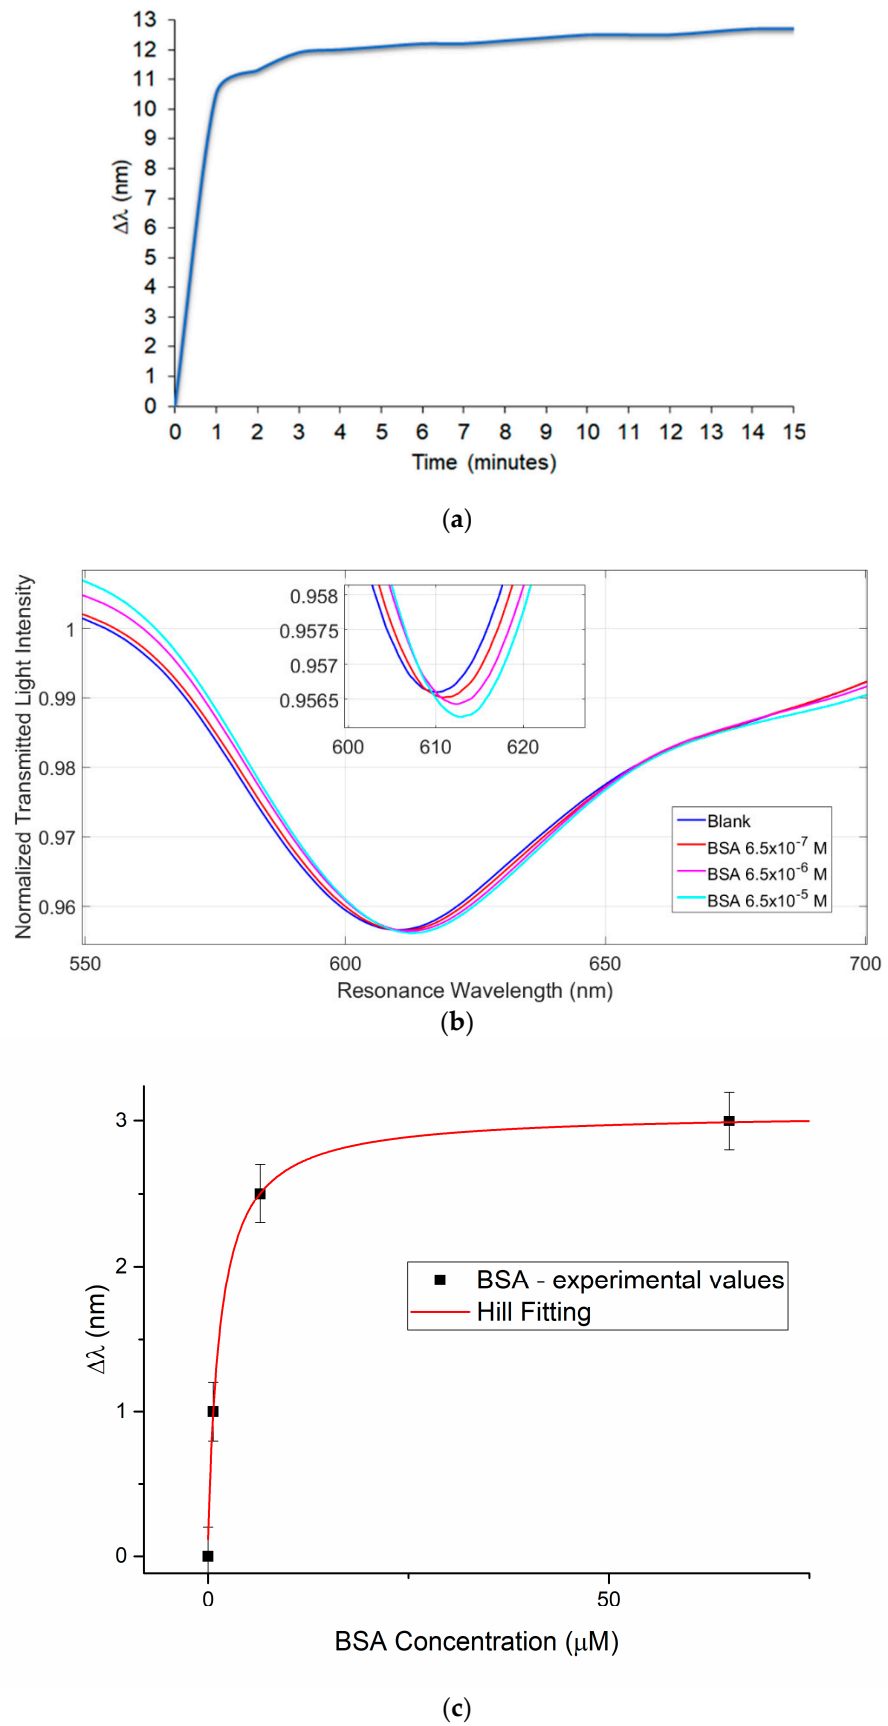 13
12
11
10
9
8
7
6
5
4
3
2
1
0
Δλ (nm)
0 1 2 3 4 5 6 7 8 9 10 11 12 13 14 15
Time (minutes)
(a)
Normalized Transmitted Light Intensity
1
0.99
0.98
0.97
0.96
0.958
0.9575
0.957
0.9565
600 610 620
Blank
BSA 6.5x10⁻⁷ M
BSA 6.5x10⁻⁶ M
BSA 6.5x10⁻⁵ M
550 600 650 700
Resonance Wavelength (nm)
(b)
3
2
1
0
Δλ (nm)
BSA - experimental values
Hill Fitting
0 50
BSA Concentration (μM)
(c)